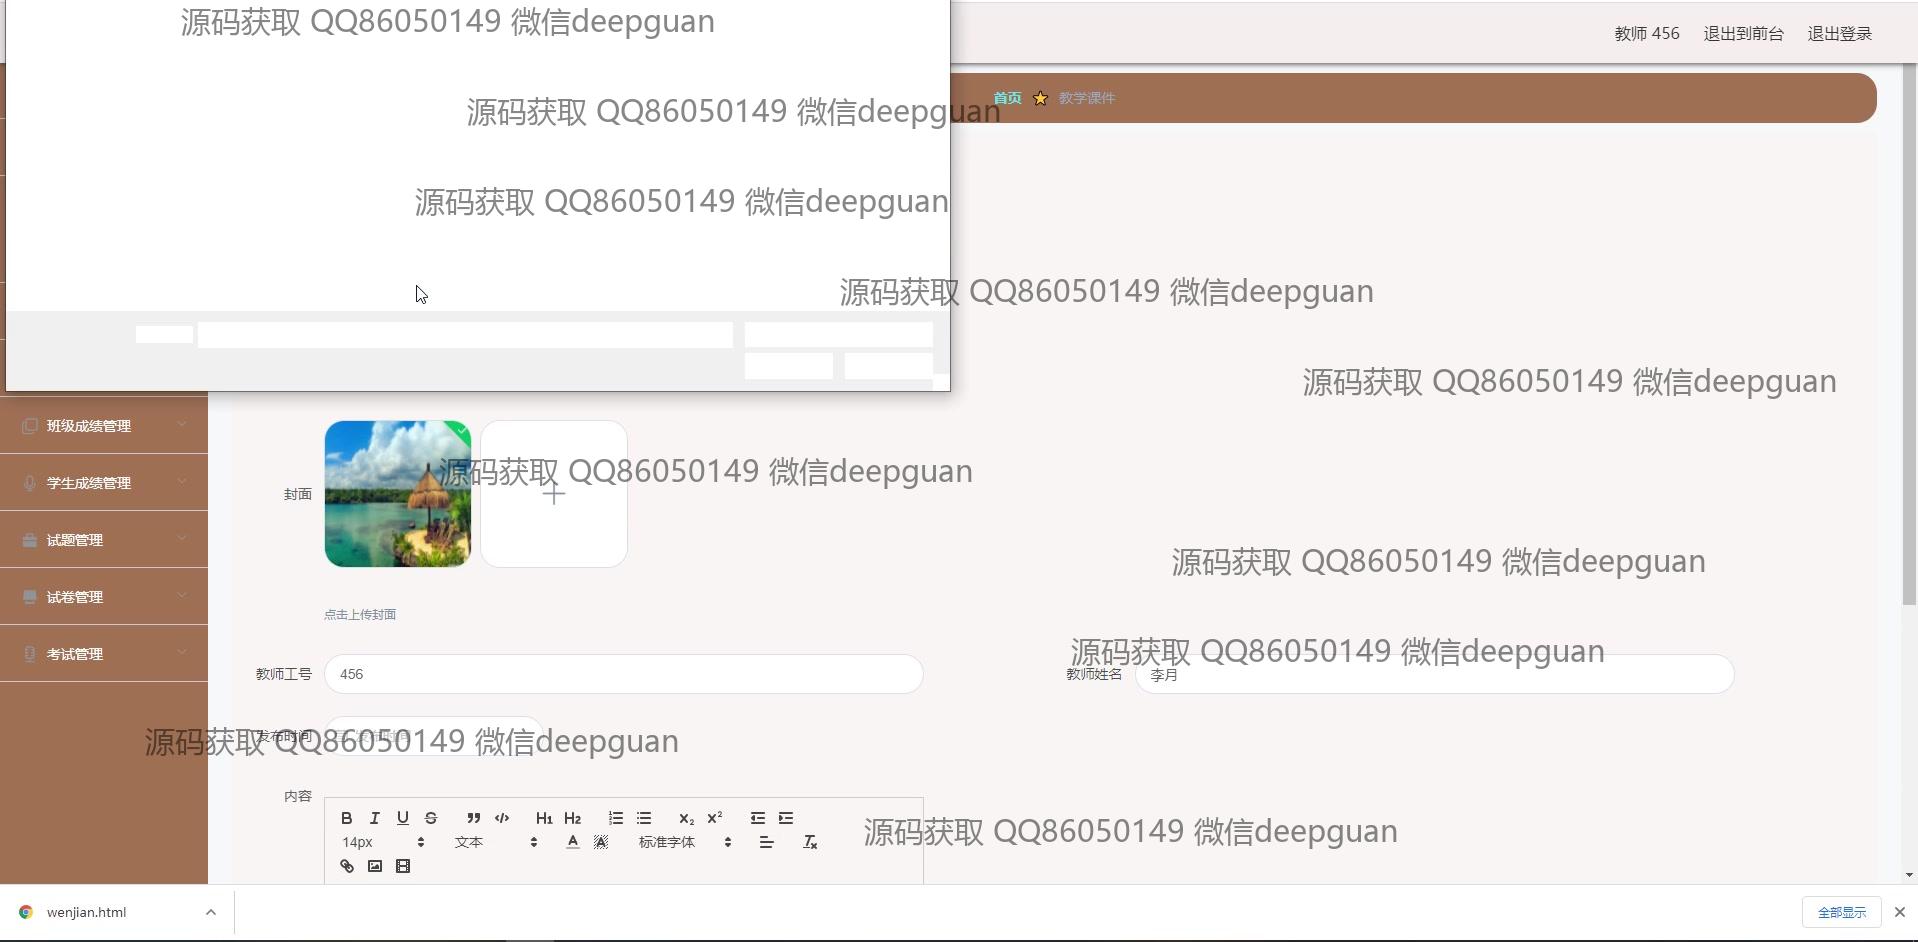 源码获取 QQ86050149 微信deepguan
教师 456 退出到前台 退出登录
首页 教学课件
源码获取 QQ86050149 微信deepguan
源码获取 QQ86050149 微信deepguan
源码获取 QQ86050149 微信deepguan
源码获取 QQ86050149 微信deepguan
班级成绩管理
源码获取 QQ86050149 微信deepguan
学生成绩管理
封面
试题管理
源码获取 QQ86050149 微信deepguan
试卷管理
点击上传封面
考试管理
源码获取 QQ86050149 微信deepguan
教师工号 456
教师姓名 李月
发布时间 发布时间
源码获取 QQ86050149 微信deepguan
内容
B I U S H1 H2 X2 X2
14px 文本 A A 标准字体 Tx
源码获取 QQ86050149 微信deepguan
wenjian.html
全部显示